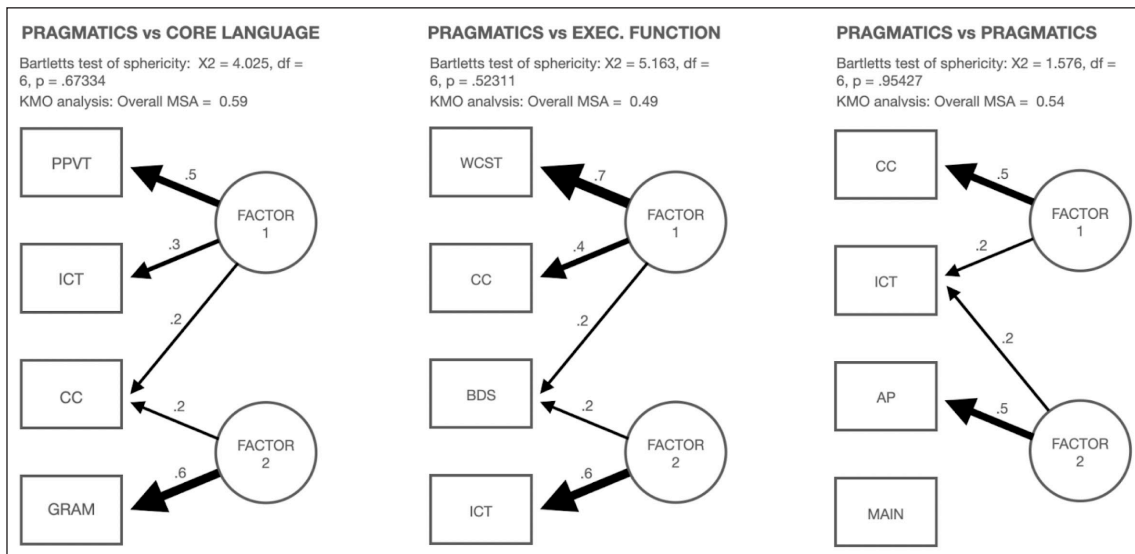 PRAGMATICS vs CORE LANGUAGE
Bartletts test of sphericity: X2 = 4.025, df =
6, p = .67334
KMO analysis: Overall MSA = 0.59
PPVT
.5
FACTOR
1
.3
ICT
.2
CC
.2
FACTOR
2
.6
GRAM
PRAGMATICS vs EXEC. FUNCTION
Bartletts test of sphericity: X2 = 5.163, df =
6, p = .52311
KMO analysis: Overall MSA = 0.49
WCST
.7
FACTOR
1
.4
CC
.2
BDS
.2
FACTOR
2
.6
ICT
PRAGMATICS vs PRAGMATICS
Bartletts test of sphericity: X2 = 1.576, df =
6, p = .95427
KMO analysis: Overall MSA = 0.54
CC
.5
FACTOR
1
.2
ICT
.2
AP
.5
FACTOR
2
MAIN